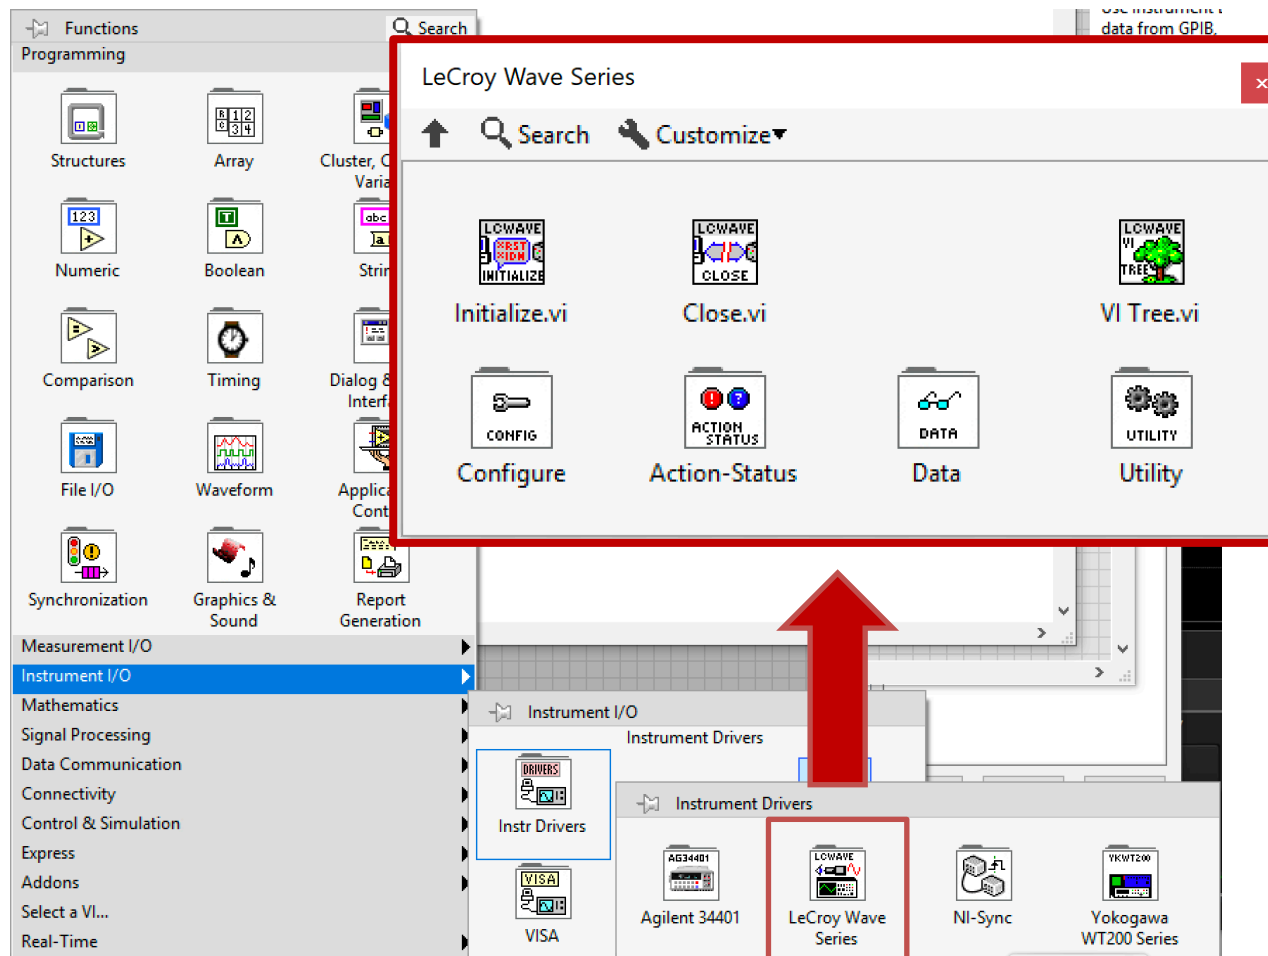 Functions
Search
Programming
data from GPIB,
LeCroy Wave Series
Search
Customize
Structures
Array
Cluster, C
Varia
Numeric
Boolean
Strin
Comparison
Timing
Dialog &
Interf
File I/O
Waveform
Applica
Cont
Synchronization
Graphics &
Sound
Report
Generation
LCWAVE
XRST
XIDN
INITIALIZE
Initialize.vi
LCWAVE
CLOSE
Close.vi
LCWAVE
VI
TREE
VI Tree.vi
CONFIG
Configure
ACTION
STATUS
Action-Status
DATA
Data
UTILITY
Utility
Measurement I/O
Instrument I/O
Mathematics
Signal Processing
Data Communication
Connectivity
Control & Simulation
Express
Addons
Select a VI...
Real-Time
Instrument I/O
Instrument Drivers
DRIVERS
Instr Drivers
VISA
VISA
Instrument Drivers
AG34401
Agilent 34401
LCWAVE
LeCroy Wave
Series
NI-Sync
YKWT200
Yokogawa
WT200 Series